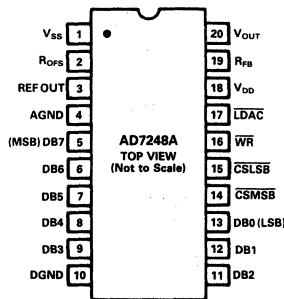 VSS 1
ROFS 2
REF OUT 3
AGND 4
(MSB) DB7 5
DB6 6
DB5 7
DB4 8
DB3 9
DGND 10
AD7248A
TOP VIEW
(Not to Scale)
20 VOUT
19 RFB
18 VDD
17 LDAC
16 WR
15 CSLSB
14 CSMSB
13 DB0 (LSB)
12 DB1
11 DB2